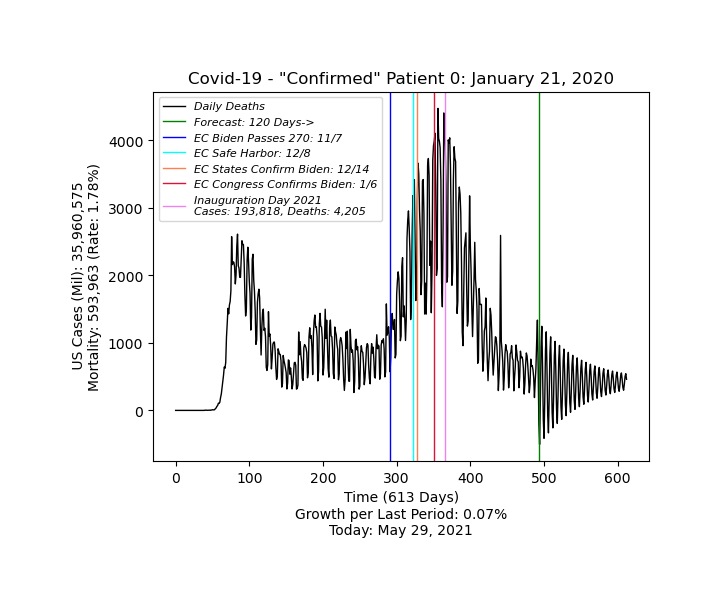 Covid-19 - "Confirmed" Patient 0: January 21, 2020
Daily Deaths
Forecast: 120 Days->
EC Biden Passes 270: 11/7
EC Safe Harbor: 12/8
EC States Confirm Biden: 12/14
EC Congress Confirms Biden: 1/6
Inauguration Day 2021
Cases: 193,818, Deaths: 4,205
US Cases (Mil): 35,960,575
Mortality: 593,963 (Rate: 1.78%)
4000
3000
2000
1000
0
0 100 200 300 400 500 600
Time (613 Days)
Growth per Last Period: 0.07%
Today: May 29, 2021